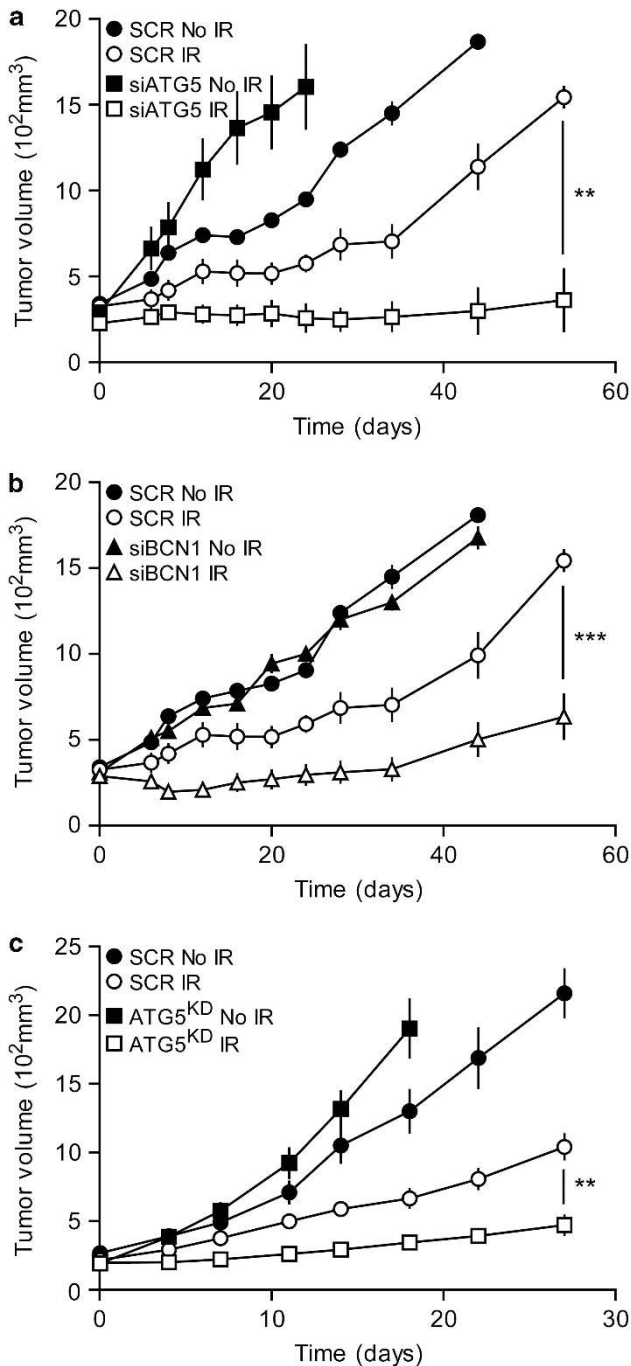 a
SCR No IR
SCR IR
siATG5 No IR
siATG5 IR
20
15
10
5
0
Tumor volume (10²mm³)
**
0 20 40 60
Time (days)
b
SCR No IR
SCR IR
siBCN1 No IR
siBCN1 IR
20
15
10
5
0
Tumor volume (10²mm³)
***
0 20 40 60
Time (days)
c
SCR No IR
SCR IR
ATG5ᴷᴰ No IR
ATG5ᴷᴰ IR
25
20
15
10
5
0
Tumor volume (10²mm³)
**
0 10 20 30
Time (days)